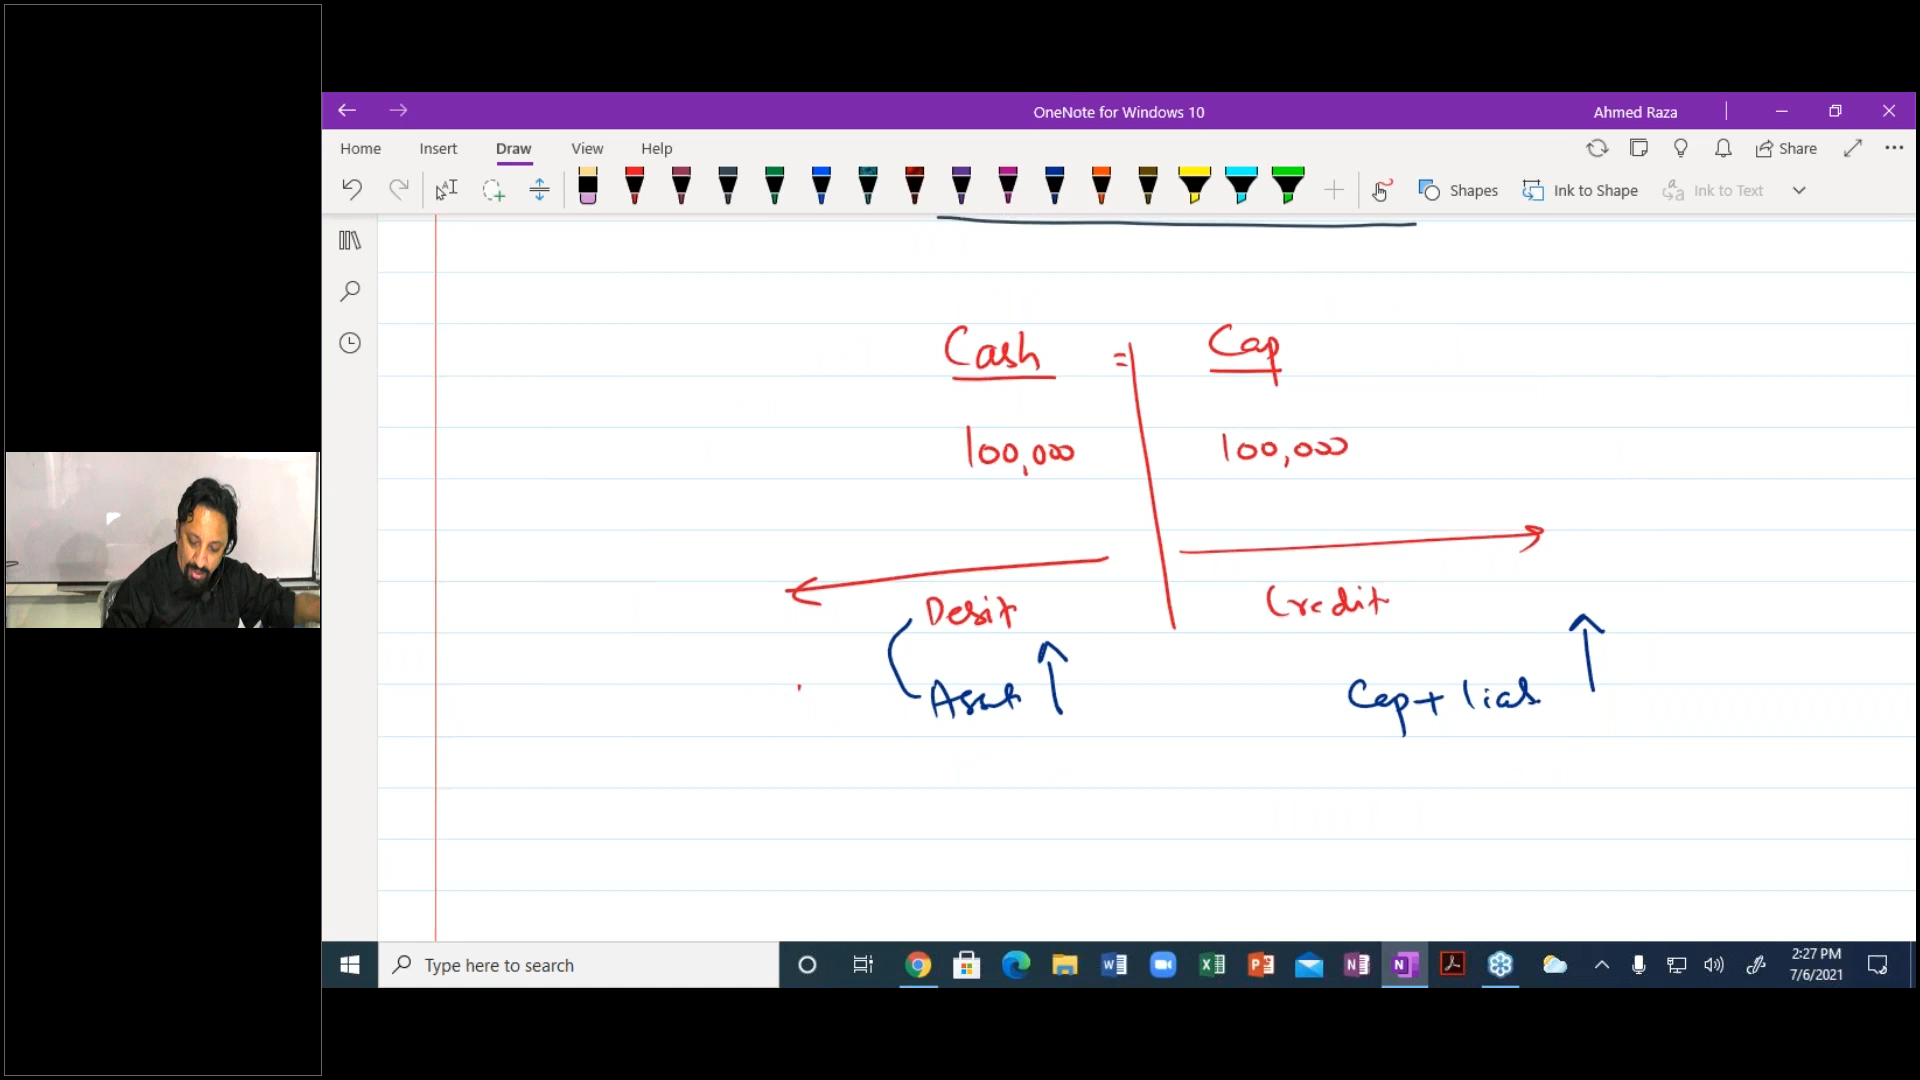 OneNote for Windows 10 Ahmed Raza
Home Insert Draw View Help Share
Shapes Ink to Shape Ink to Text
Cash = Cap
100,000 100,000
Debit Credit
Asset Cap + liab
Type here to search
2:27 PM
7/6/2021